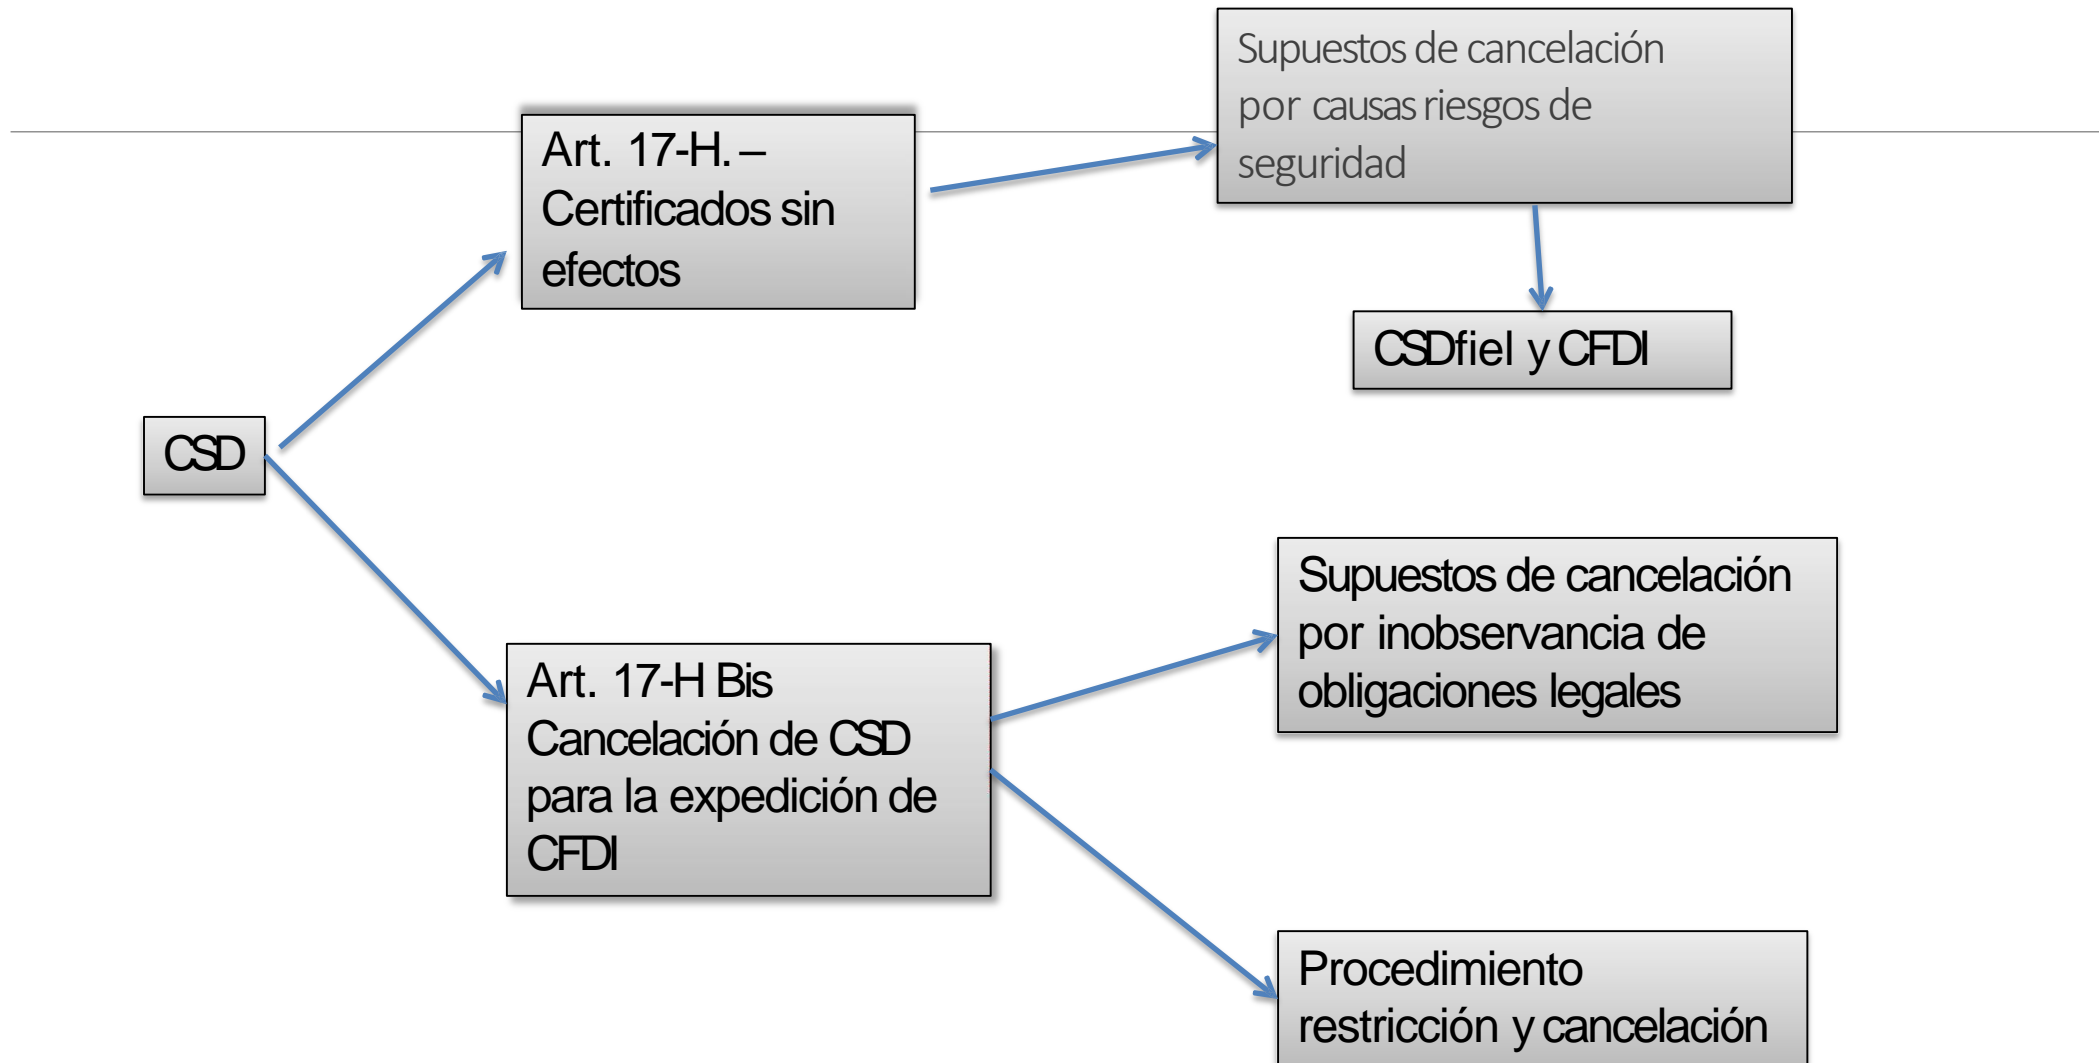 Supuestos de cancelación
por causas riesgos de
seguridad
Art. 17-H. –
Certificados sin
efectos
CSDfiel y CFDI
CSD
Supuestos de cancelación
por inobservancia de
obligaciones legales
Art. 17-H Bis
Cancelación de CSD
para la expedición de
CFDI
Procedimiento
restricción y cancelación